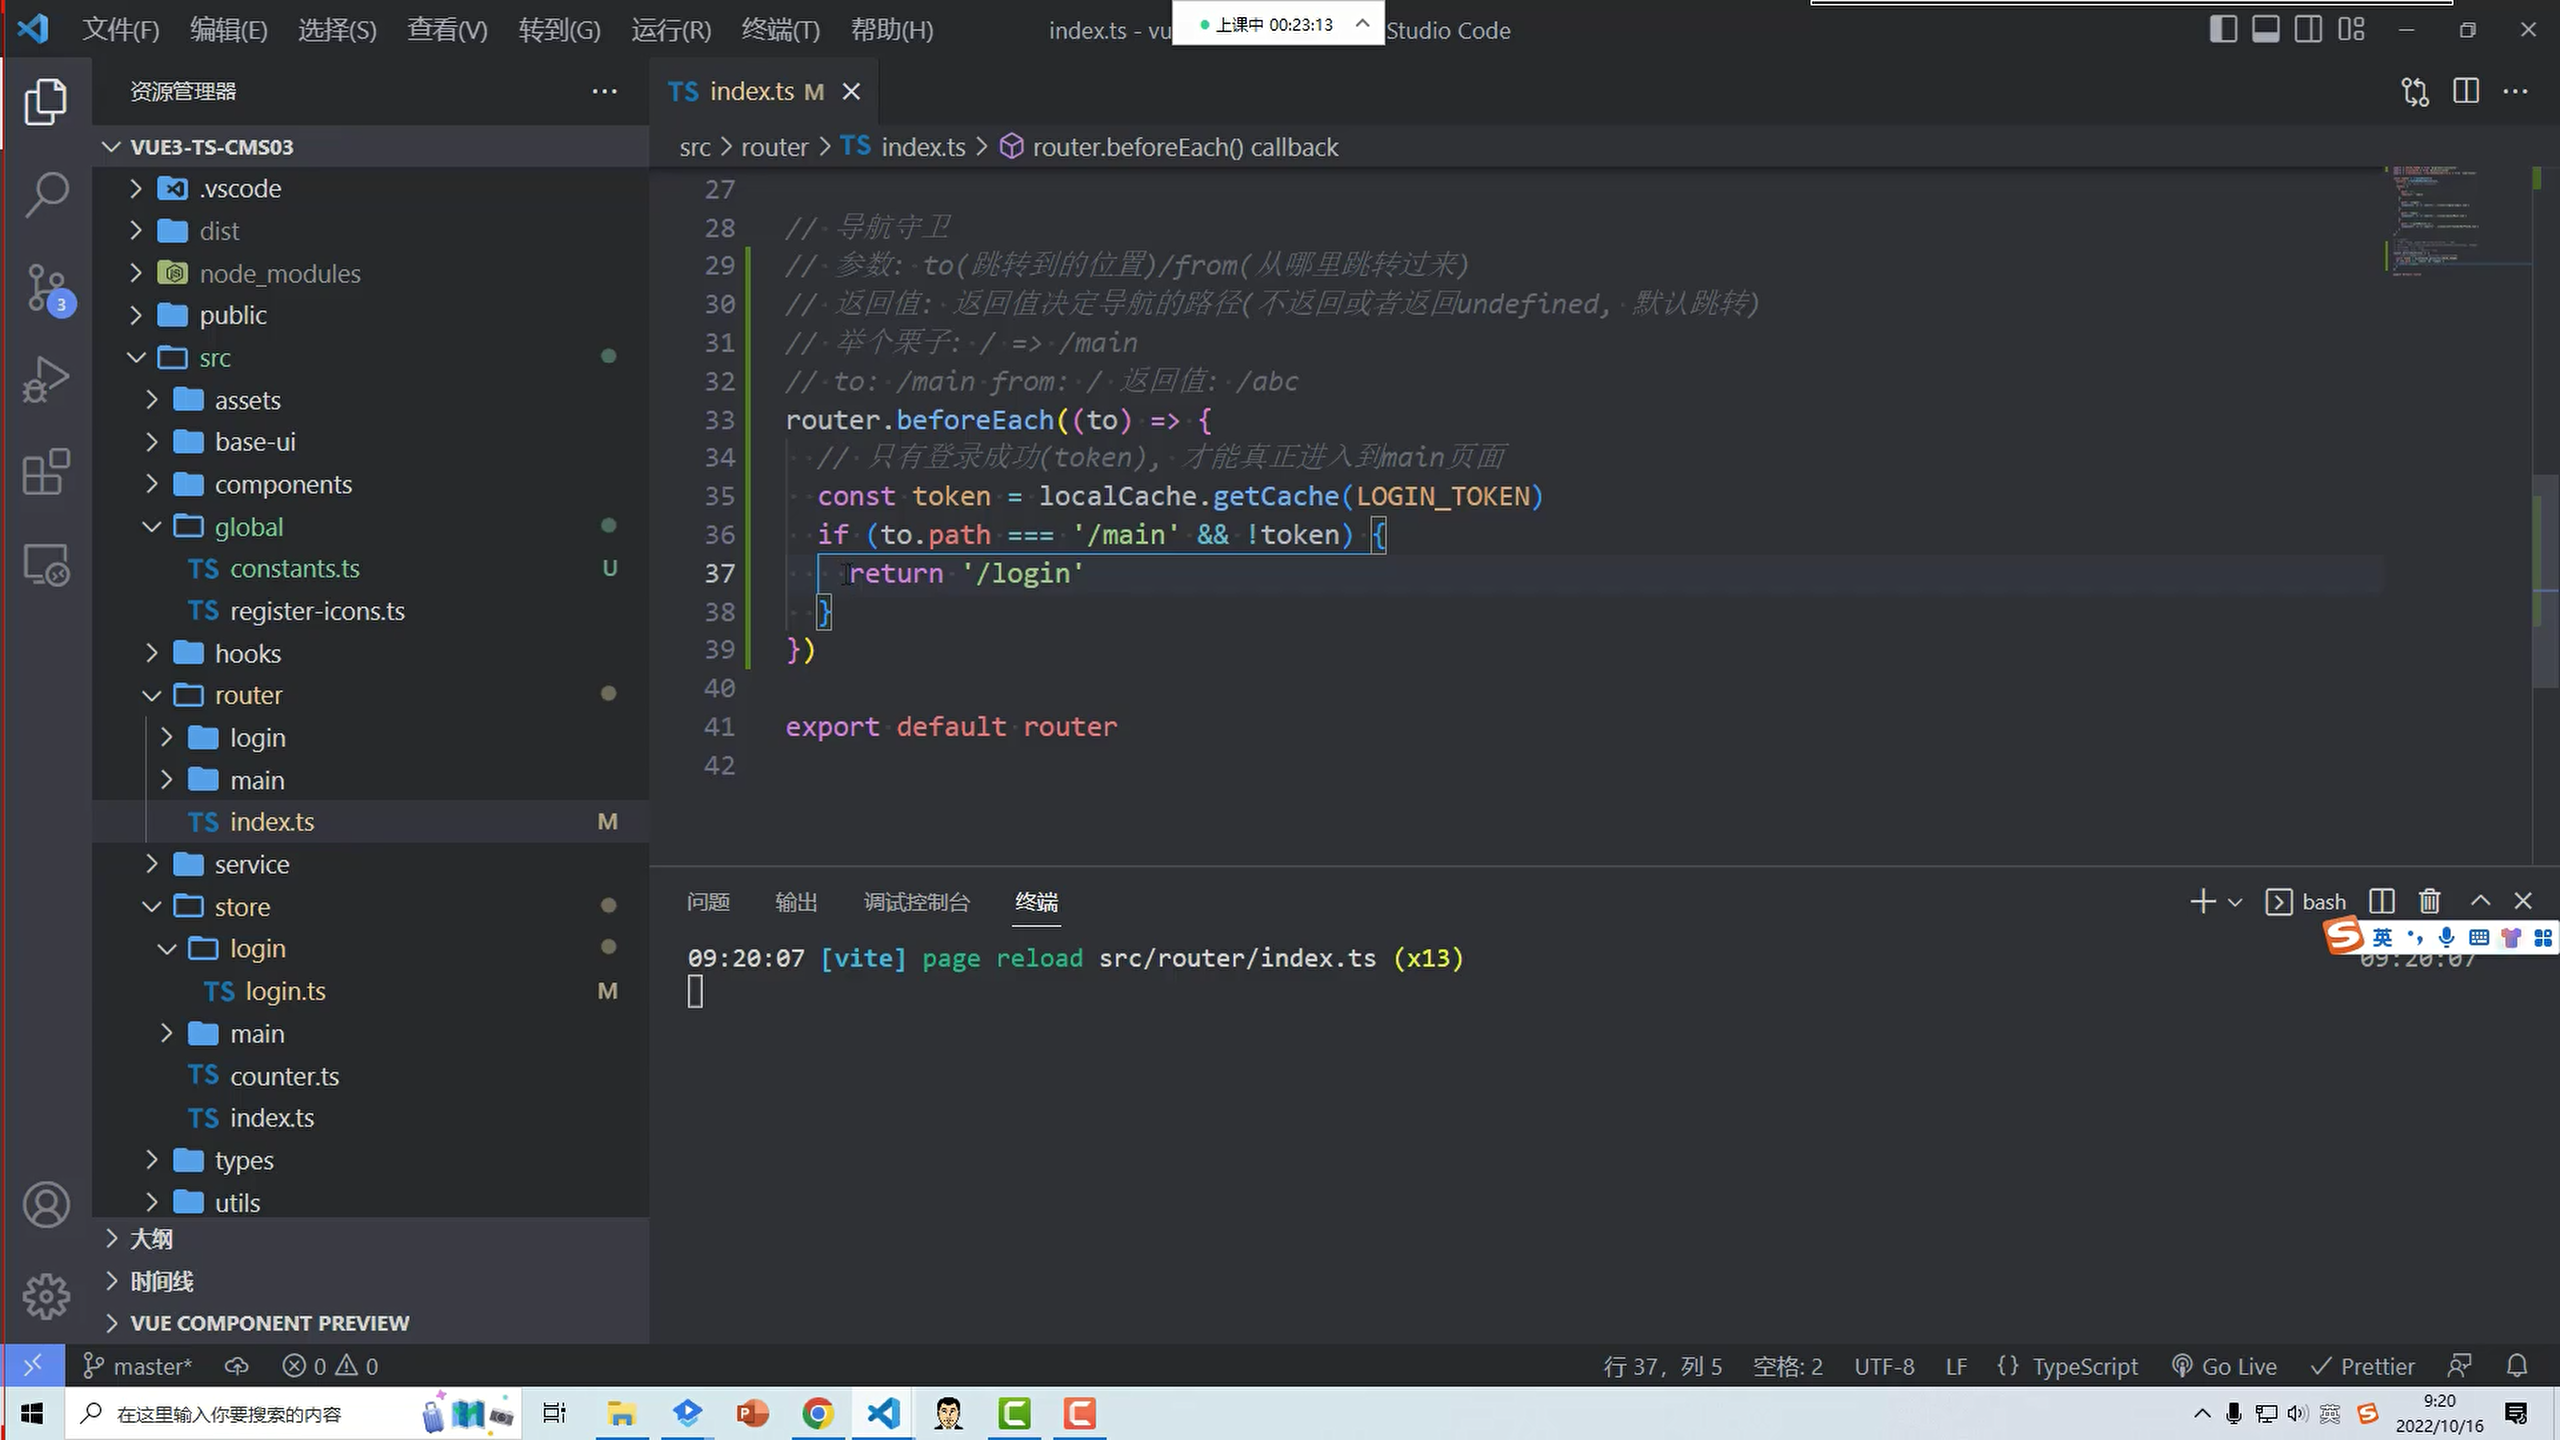 文件(F) 编辑(E) 选择(S) 查看(V) 转到(G) 运行(R) 终端(T) 帮助(H)
index.ts - vu
上课中 00:23:13
Studio Code
资源管理器
TS index.ts M
VUE3-TS-CMS03
src > router > TS index.ts > router.beforeEach() callback
.vscode
dist
node_modules
public
src
assets
base-ui
components
global
TS constants.ts U
TS register-icons.ts
hooks
router
login
main
TS index.ts M
service
store
login
TS login.ts M
main
TS counter.ts
TS index.ts
types
utils
大纲
时间线
VUE COMPONENT PREVIEW
3
27
28 // 导航守卫
29 // 参数: to(跳转到的位置)/from(从哪里跳转过来)
30 // 返回值: 返回值决定导航的路径(不返回或者返回undefined, 默认跳转)
31 // 举个栗子: / => /main
32 // to: /main from: / 返回值: /abc
33 router.beforeEach((to) => {
34 // 只有登录成功(token), 才能真正进入到main页面
35 const token = localCache.getCache(LOGIN_TOKEN)
36 if (to.path === '/main' && !token) {
37 return '/login'
38 }
39 })
40
41 export default router
42
问题 输出 调试控制台 终端
bash
09:20:07 [vite] page reload src/router/index.ts (x13)
英
09:20:07
master* 0 0
行 37，列 5 空格: 2 UTF-8 LF {} TypeScript Go Live Prettier
在这里输入你要搜索的内容
英
9:20
2022/10/16